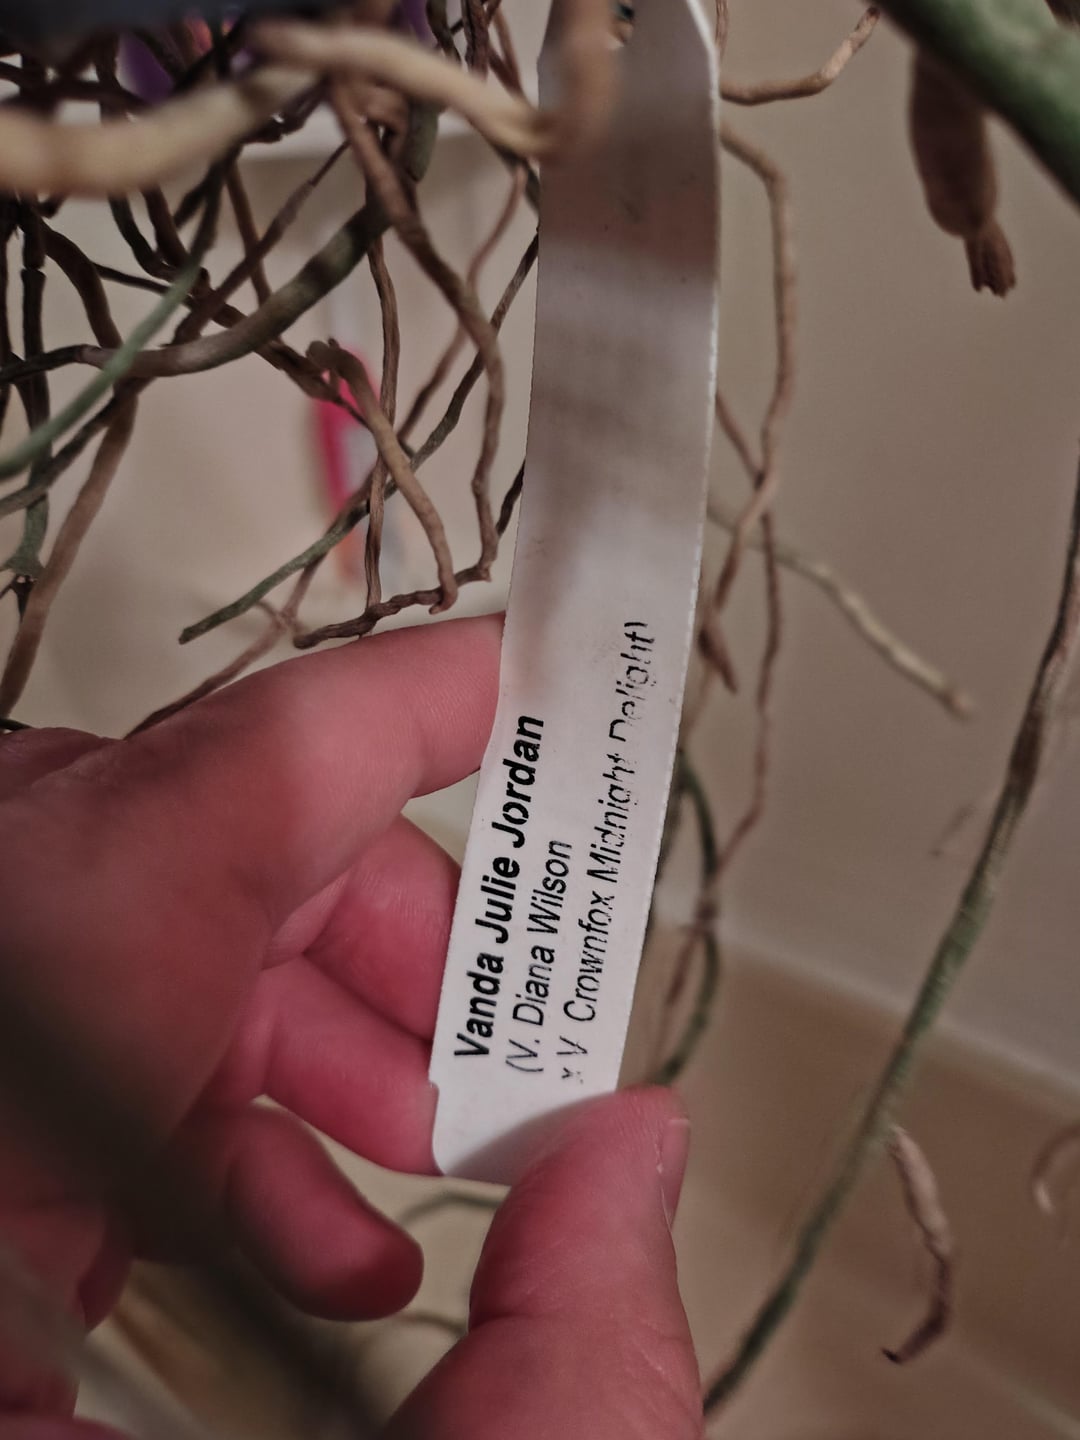 Vanda Julie Jordan
(V. Diana Wilson
x V. Crownfox Midnight Delight)